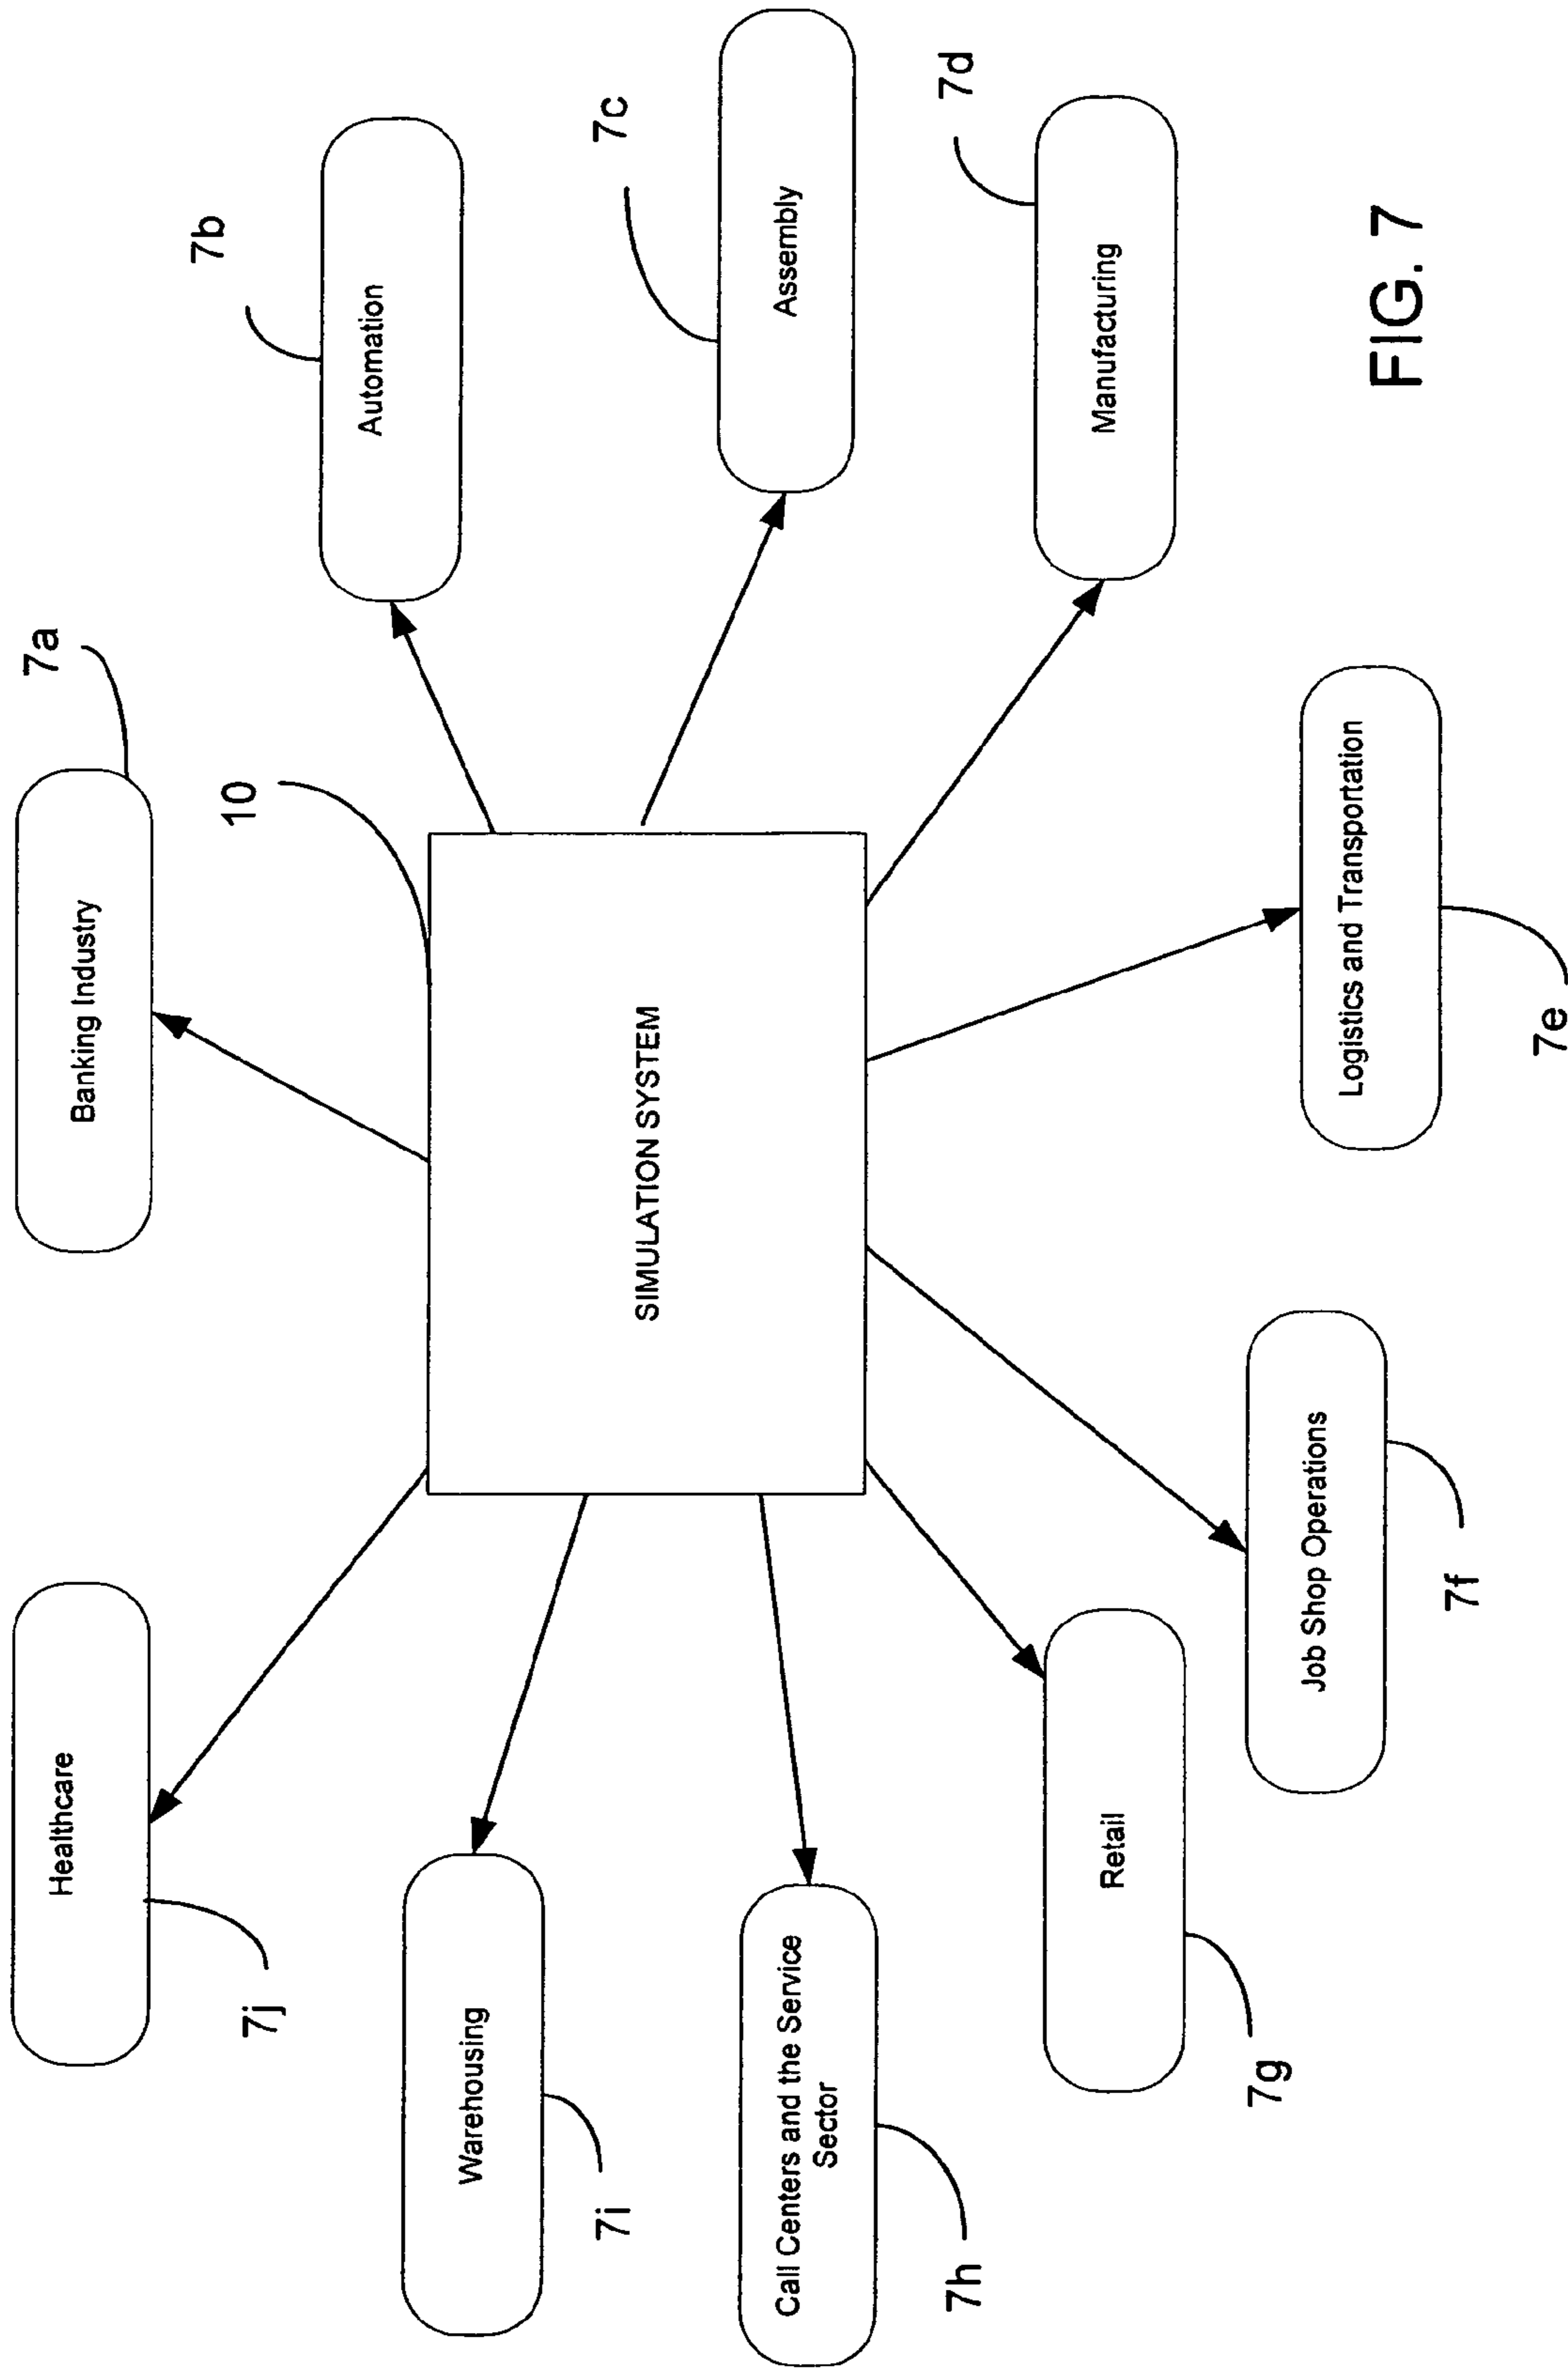 7a
Banking Industry
Healthcare
7j
10
7b
Automation
Warehousing
7i
SIMULATION SYSTEM
7c
Assembly
Call Centers and the Service
Sector
7h
7d
Manufacturing
Retail
7g
Logistics and Transportation
7e
Job Shop Operations
7f
FIG. 7